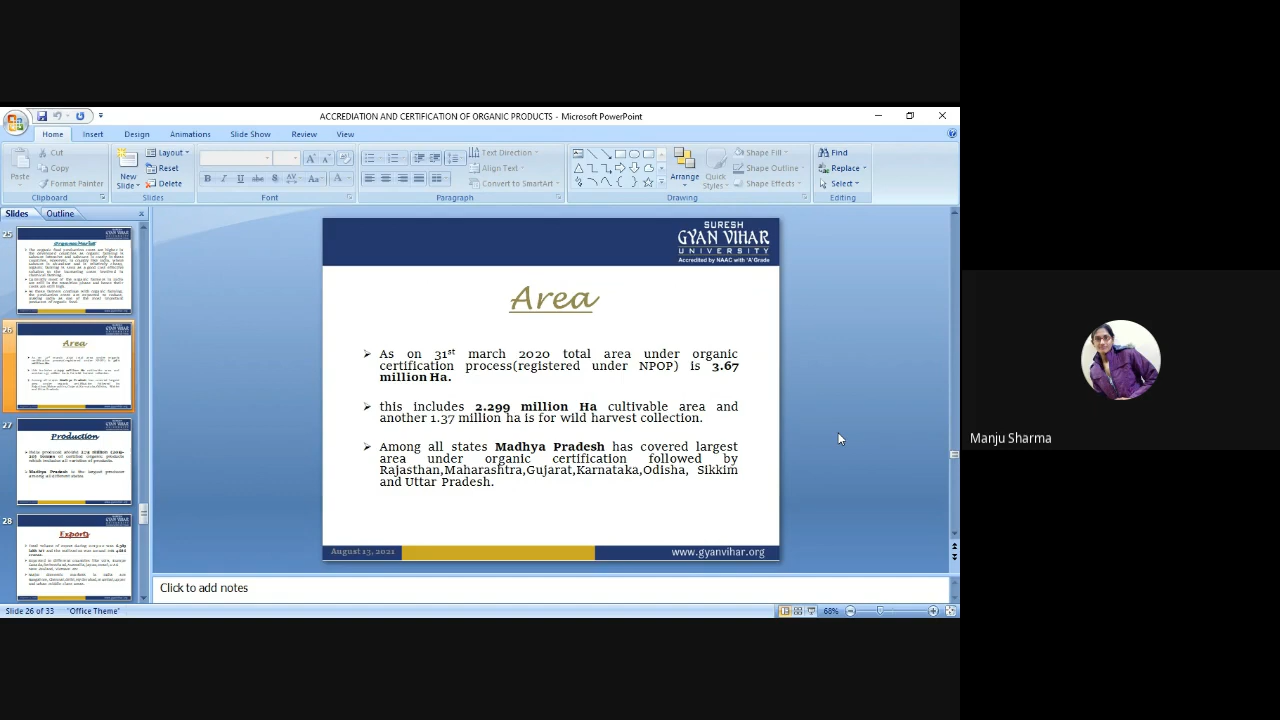 ACCREDIATION AND CERTIFICATION OF ORGANIC PRODUCTS - Microsoft PowerPoint
Home Insert Design Animations Slide Show Review View
Paste
Cut
Copy
Format Painter
Clipboard
New Slide
Layout
Reset
Delete
Slides
Font
Text Direction
Align Text
Convert to SmartArt
Paragraph
Arrange
Quick Styles
Shape Fill
Shape Outline
Shape Effects
Drawing
Find
Replace
Select
Editing
Slides Outline
25
26
Area
27
Production
28
Exports
SURESH
GYAN VIHAR
UNIVERSITY
Accredited by NAAC with 'A' Grade
Area
➢ As on 31st march 2020 total area under organic
certification process(registered under NPOP) is 3.67
million Ha.
➢ this includes 2.299 million Ha cultivable area and
another 1.37 million ha is for wild harvest collection.
➢ Among all states Madhya Pradesh has covered largest
area under organic certification followed by
Rajasthan,Maharashtra,Gujarat,Karnataka,Odisha, Sikkim
and Uttar Pradesh.
August 13, 2021
www.gyanvihar.org
Click to add notes
Slide 26 of 33 "Office Theme" 68%
Manju Sharma